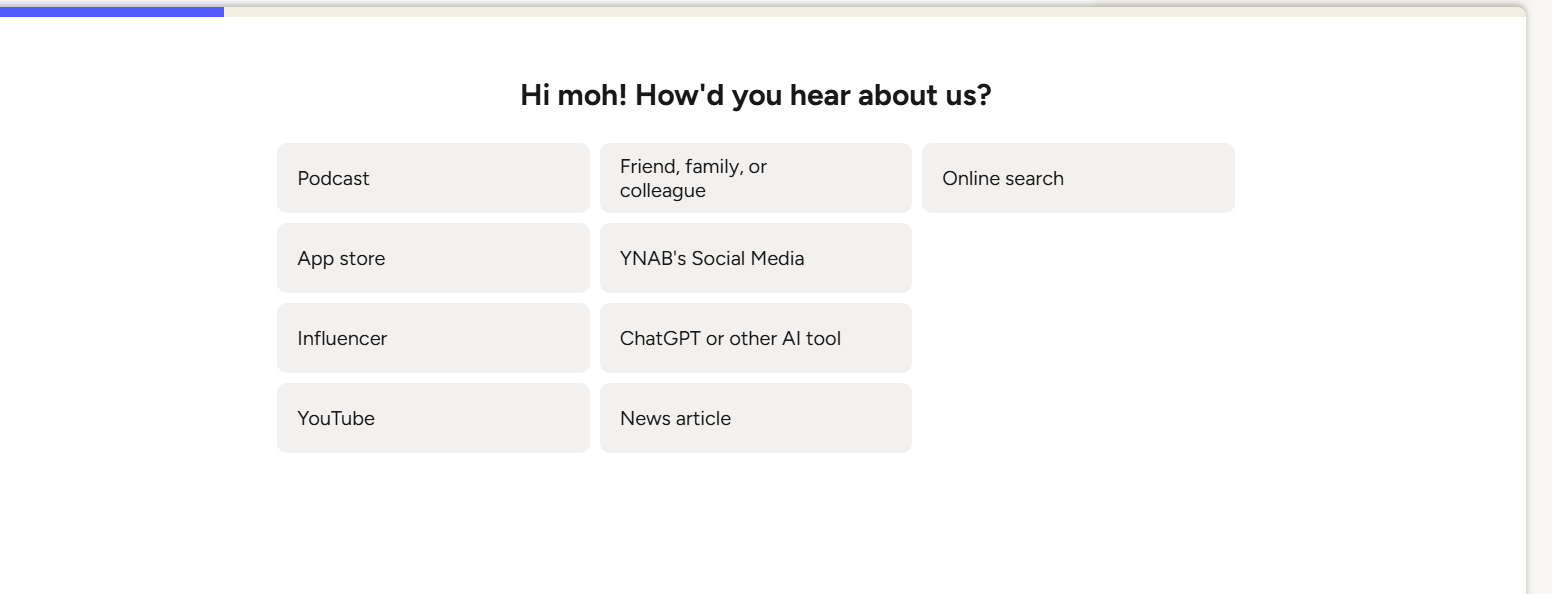 Hi moh! How'd you hear about us?
Podcast
Friend, family, or
colleague
Online search
App store
YNAB's Social Media
Influencer
ChatGPT or other AI tool
YouTube
News article